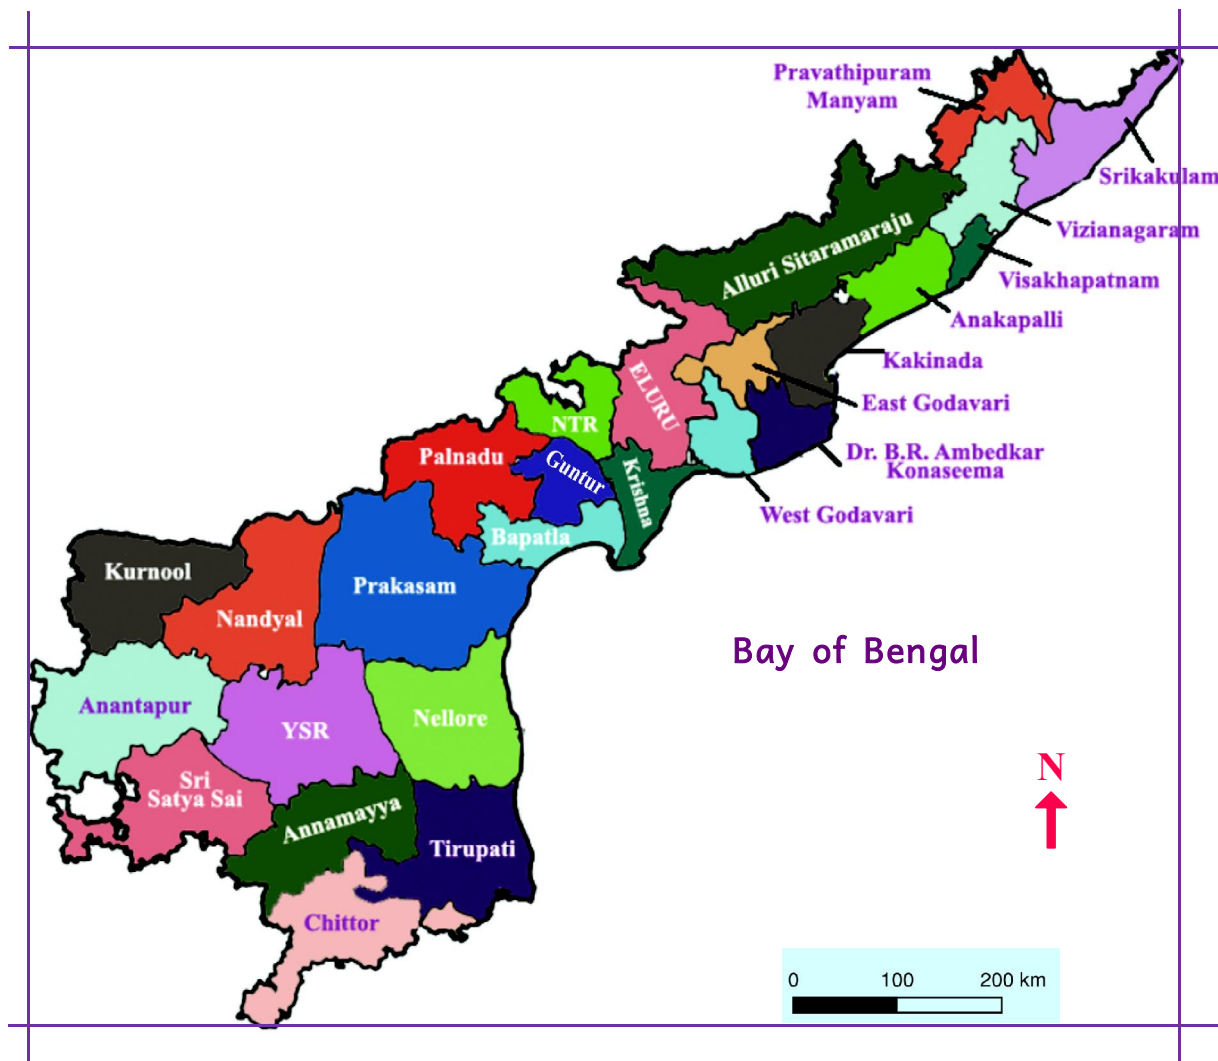 Pravathipuram
Manyam
Srikakulam
Vizianagaram
Alluri Sitaramaraju
Visakhapatnam
Anakapalli
Kakinada
ELURU
East Godavari
NTR
Dr. B.R. Ambedkar
Konaseema
Palnadu
Guntur
Krishna
West Godavari
Bapatla
Kurnool
Prakasam
Nandyal
Bay of Bengal
Anantapur
YSR
Nellore
Sri
Satya Sai
N
Annamayya
Tirupati
Chittor
0 100 200 km